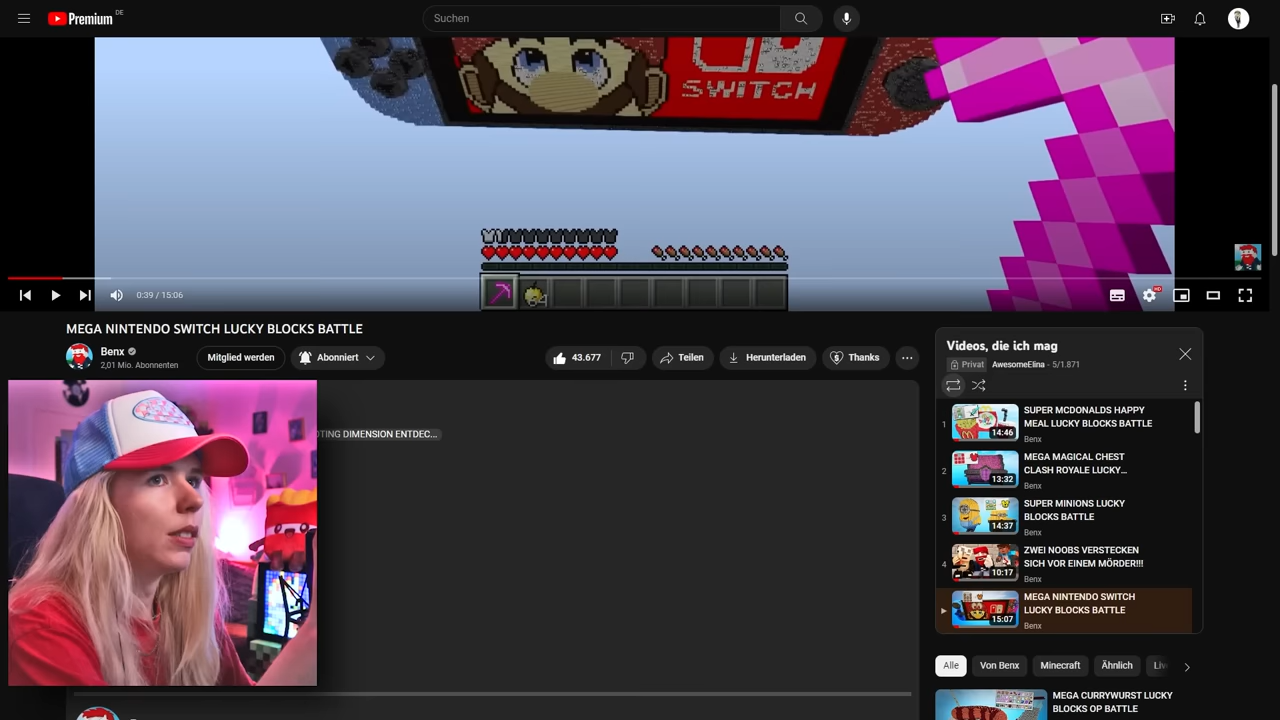 Premium DE
Suchen
SWITCH
0:39 / 15:06
HD
MEGA NINTENDO SWITCH LUCKY BLOCKS BATTLE
Benx
2,01 Mio. Abonnenten
Mitglied werden
Abonniert
43.677
Teilen
Herunterladen
Thanks
OTING DIMENSION ENTDEC...
Videos, die ich mag
Privat AwesomeElina - 5/1.871
1
14:46
SUPER MCDONALDS HAPPY
MEAL LUCKY BLOCKS BATTLE
Benx
2
13:32
MEGA MAGICAL CHEST
CLASH ROYALE LUCKY...
Benx
3
14:37
SUPER MINIONS LUCKY
BLOCKS BATTLE
Benx
4
10:17
ZWEI NOOBS VERSTECKEN
SICH VOR EINEM MÖRDER!!!
Benx
15:07
MEGA NINTENDO SWITCH
LUCKY BLOCKS BATTLE
Benx
Alle
Von Benx
Minecraft
Ähnlich
Liv
MEGA CURRYWURST LUCKY
BLOCKS OP BATTLE